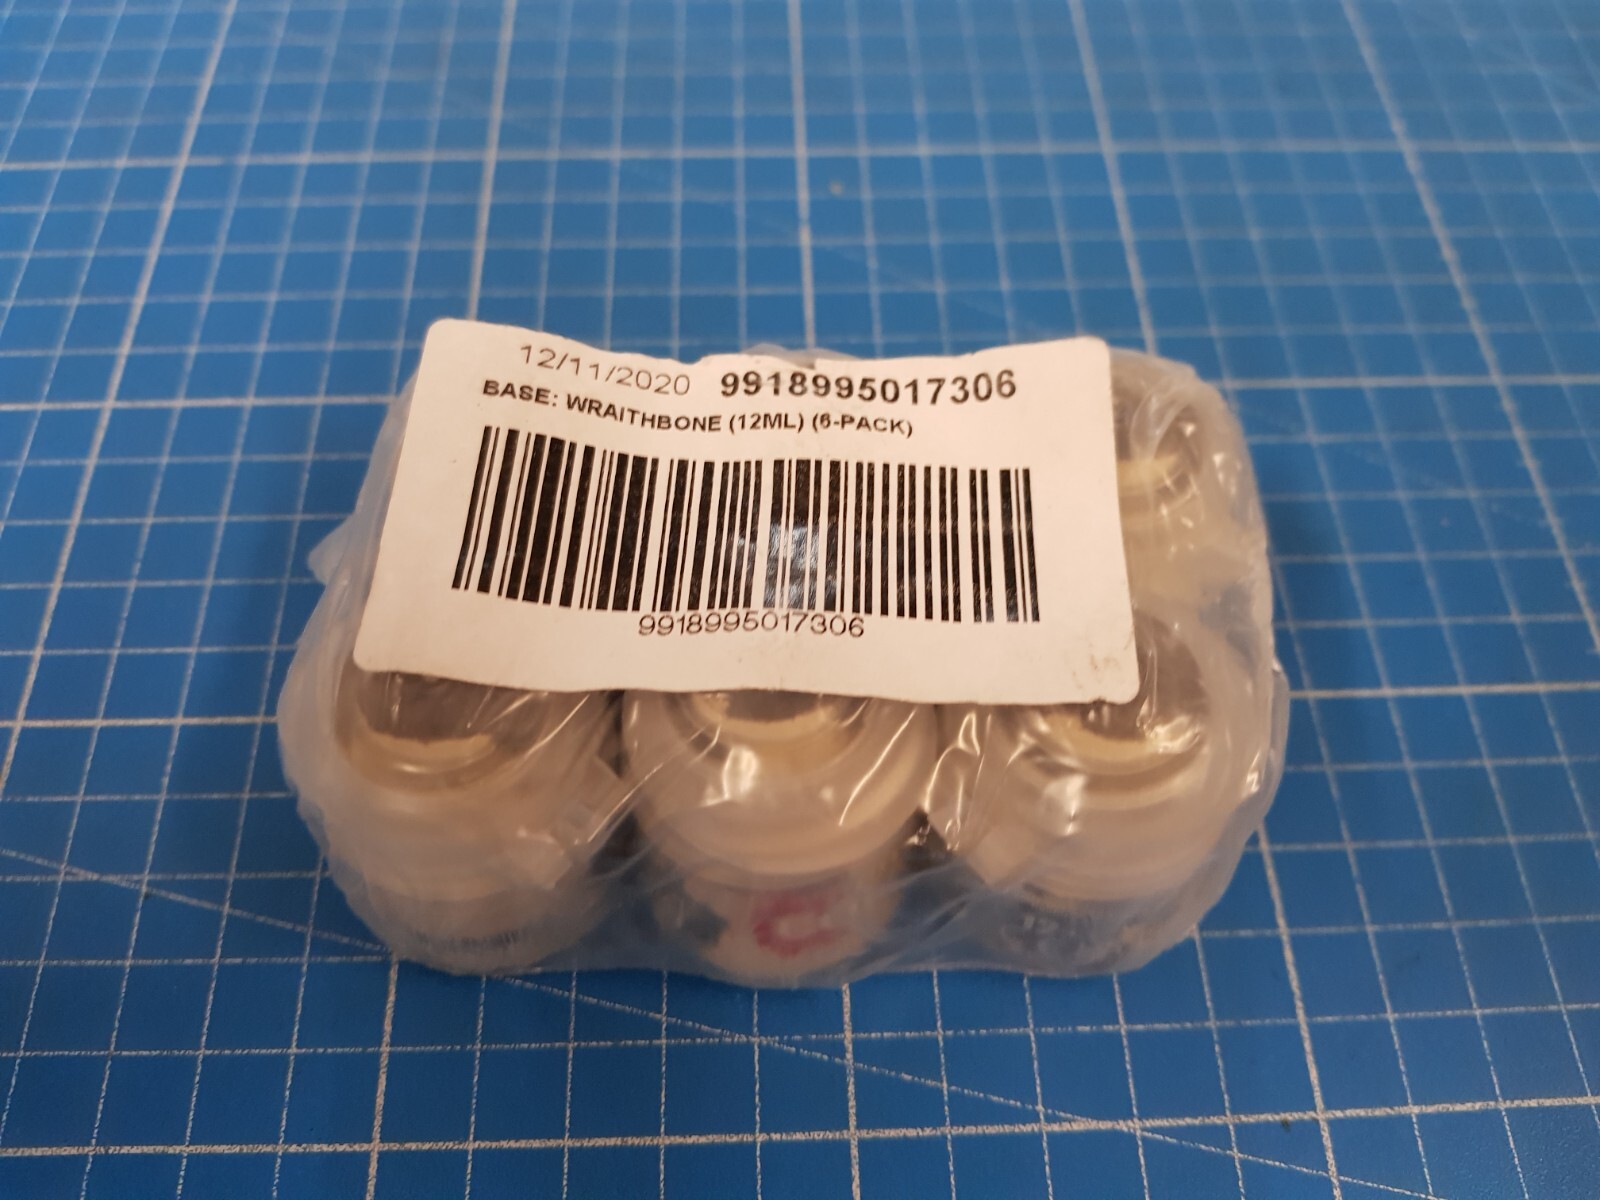 12/11/2020 9918995017306
BASE: WRAITHBONE (12ML) (6-PACK)
9918995017306